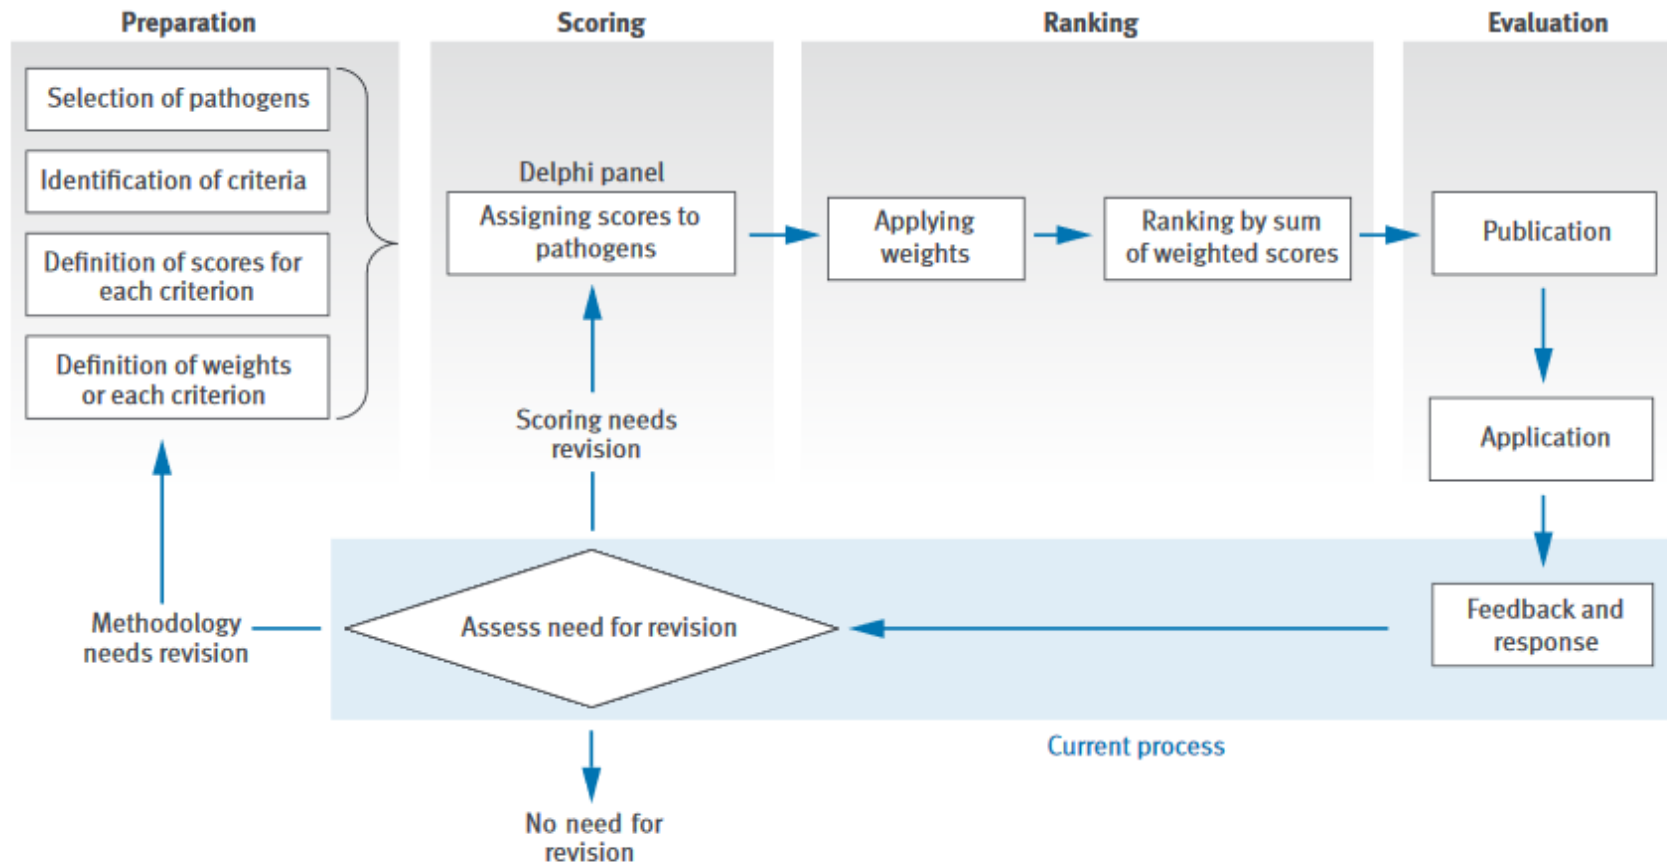 Preparation
Scoring
Ranking
Evaluation
Selection of pathogens
Identification of criteria
Definition of scores for
each criterion
Definition of weights
or each criterion
Delphi panel
Assigning scores to
pathogens
Applying
weights
Ranking by sum
of weighted scores
Publication
Application
Scoring needs
revision
Methodology
needs revision
Assess need for revision
Feedback and
response
Current process
No need for
revision